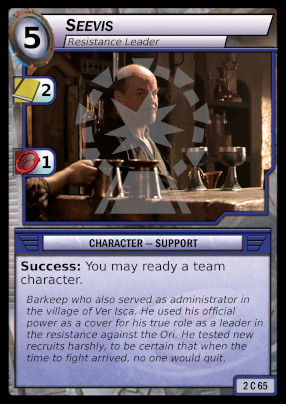 5
SEEVIS
Resistance Leader
2
1
CHARACTER – SUPPORT
Success: You may ready a team
character.
Barkeep who also served as administrator in
the village of Ver Isca. He used his official
power as a cover for his true role as a leader in
the resistance against the Ori. He tested new
recruits harshly, to be certain that when the
time to fight arrived, no one would quit.
2 C 65